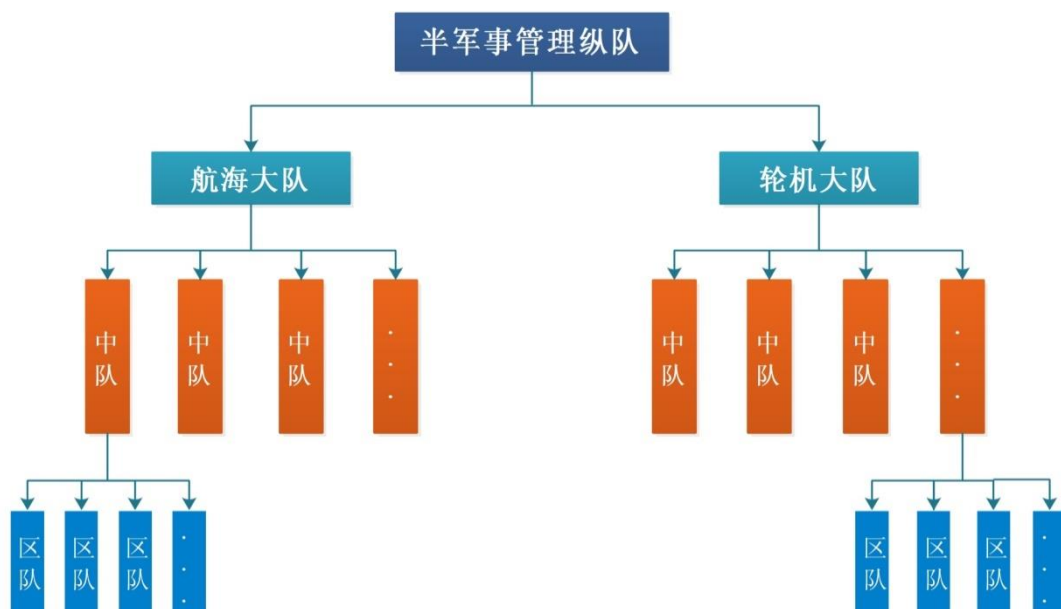 半军事管理纵队
航海大队
轮机大队
中队
中队
中队
...
中队
中队
中队
...
区队
区队
区队
...
区队
区队
区队
...